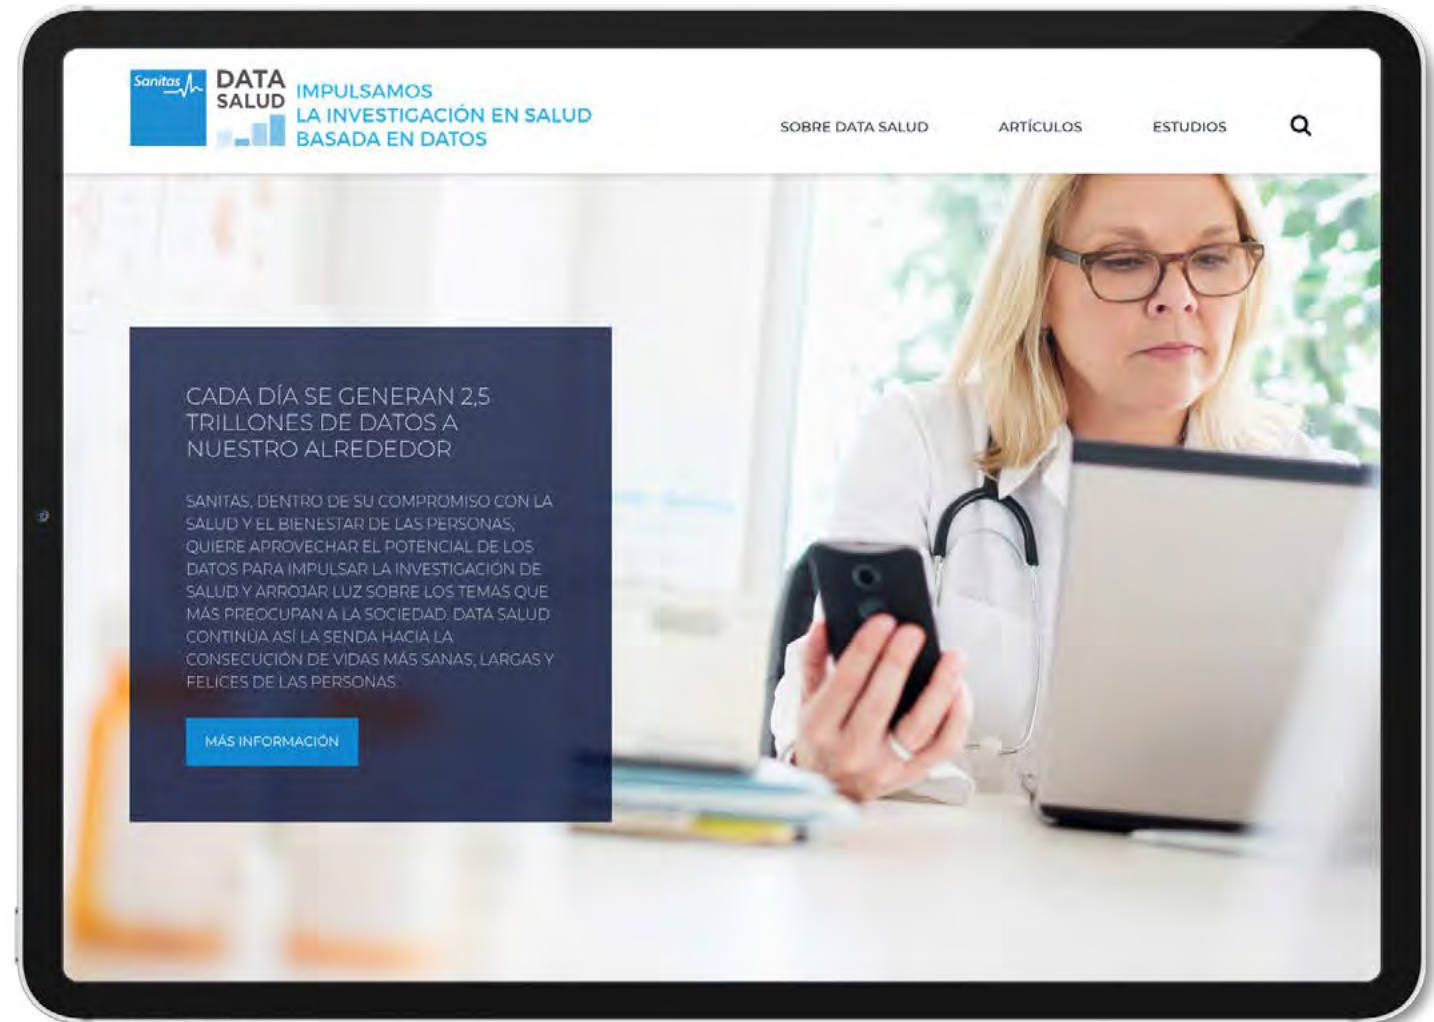 Sanitas
DATA
SALUD
IMPULSAMOS
LA INVESTIGACIÓN EN SALUD
BASADA EN DATOS
SOBRE DATA SALUD
ARTÍCULOS
ESTUDIOS
CADA DÍA SE GENERAN 2,5
TRILLONES DE DATOS A
NUESTRO ALREDEDOR
SANITAS, DENTRO DE SU COMPROMISO CON LA
SALUD Y EL BIENESTAR DE LAS PERSONAS,
QUIERE APROVECHAR EL POTENCIAL DE LOS
DATOS PARA IMPULSAR LA INVESTIGACIÓN DE
SALUD Y ARROJAR LUZ SOBRE LOS TEMAS QUE
MÁS PREOCUPAN A LA SOCIEDAD. DATA SALUD
CONTINÚA ASÍ LA SENDA HACIA LA
CONSECUCIÓN DE VIDAS MÁS SANAS, LARGAS Y
FELICES DE LAS PERSONAS.
MÁS INFORMACIÓN